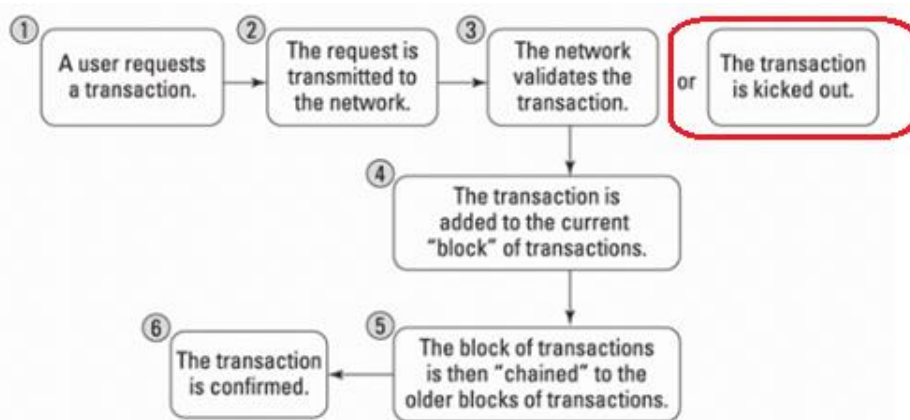 1
A user requests
a transaction.
2
The request is
transmitted to
the network.
3
The network
validates the
transaction.
or
The transaction
is kicked out.
4
The transaction is
added to the current
“block” of transactions.
5
The block of transactions
is then “chained” to the
older blocks of transactions.
6
The transaction
is confirmed.